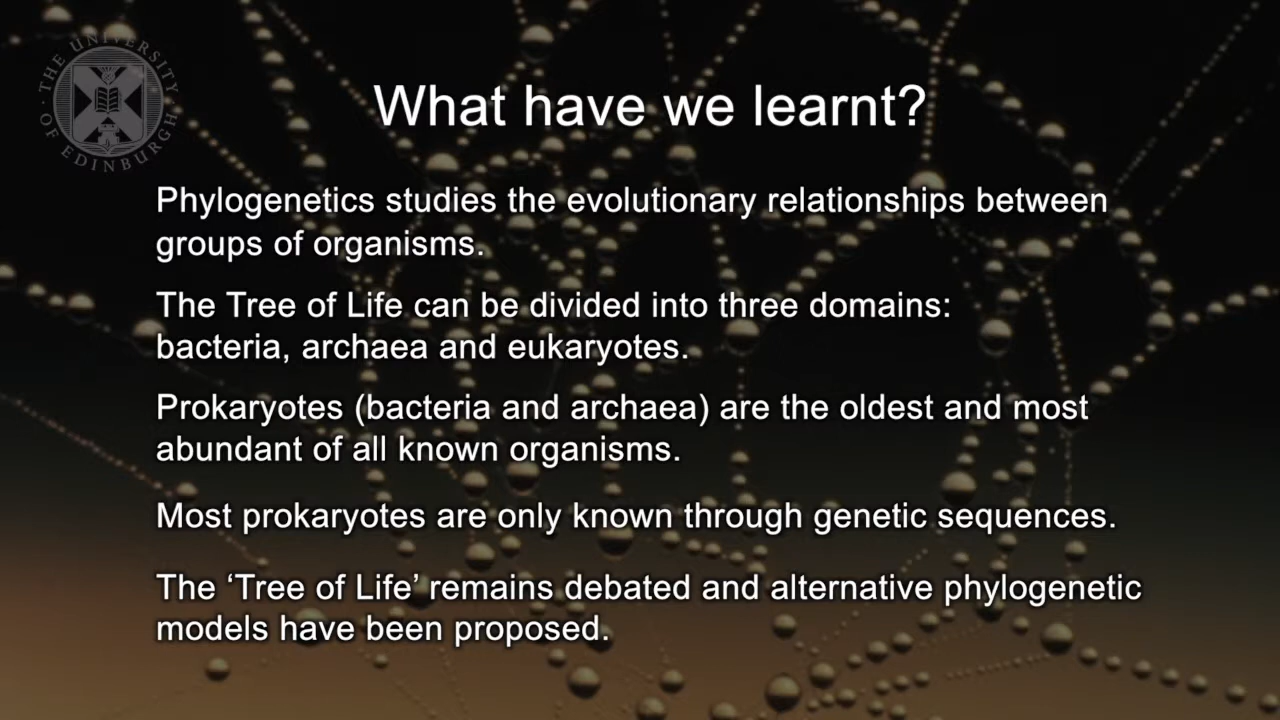 THE UNIVERSITY OF EDINBURGH
What have we learnt?
Phylogenetics studies the evolutionary relationships between
groups of organisms.
The Tree of Life can be divided into three domains:
bacteria, archaea and eukaryotes.
Prokaryotes (bacteria and archaea) are the oldest and most
abundant of all known organisms.
Most prokaryotes are only known through genetic sequences.
The ‘Tree of Life’ remains debated and alternative phylogenetic
models have been proposed.